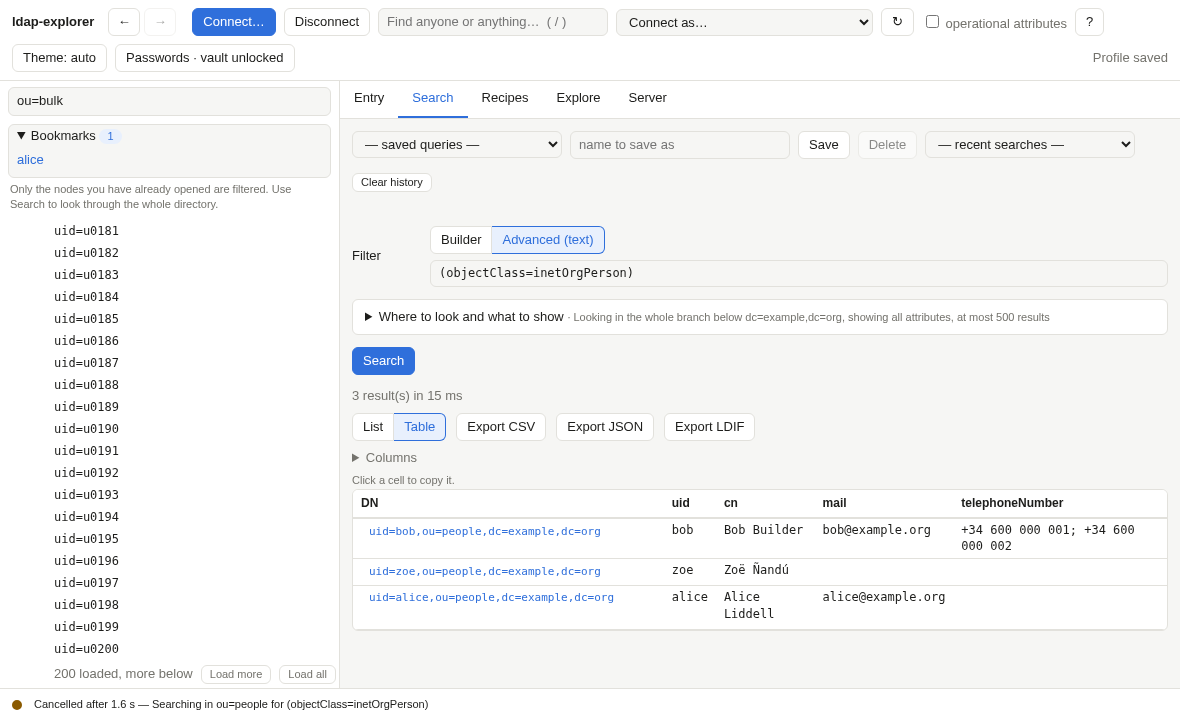 ldap-explorer ← → Connect… Disconnect Find anyone or anything… ( / ) Connect as… ↻ operational attributes ?
Theme: auto Passwords · vault unlocked Profile saved
ou=bulk
Bookmarks 1
alice
Only the nodes you have already opened are filtered. Use
Search to look through the whole directory.
uid=u0181
uid=u0182
uid=u0183
uid=u0184
uid=u0185
uid=u0186
uid=u0187
uid=u0188
uid=u0189
uid=u0190
uid=u0191
uid=u0192
uid=u0193
uid=u0194
uid=u0195
uid=u0196
uid=u0197
uid=u0198
uid=u0199
uid=u0200
200 loaded, more below Load more Load all
Entry Search Recipes Explore Server
— saved queries — name to save as Save Delete — recent searches —
Clear history
Filter
Builder Advanced (text)
(objectClass=inetOrgPerson)
Where to look and what to show · Looking in the whole branch below dc=example,dc=org, showing all attributes, at most 500 results
Search
3 result(s) in 15 ms
List Table Export CSV Export JSON Export LDIF
Columns
Click a cell to copy it.
DN uid cn mail telephoneNumber
uid=bob,ou=people,dc=example,dc=org bob Bob Builder bob@example.org +34 600 000 001; +34 600
000 002
uid=zoe,ou=people,dc=example,dc=org zoe Zoë Ñandú
uid=alice,ou=people,dc=example,dc=org alice Alice alice@example.org
Liddell
Cancelled after 1.6 s — Searching in ou=people for (objectClass=inetOrgPerson)